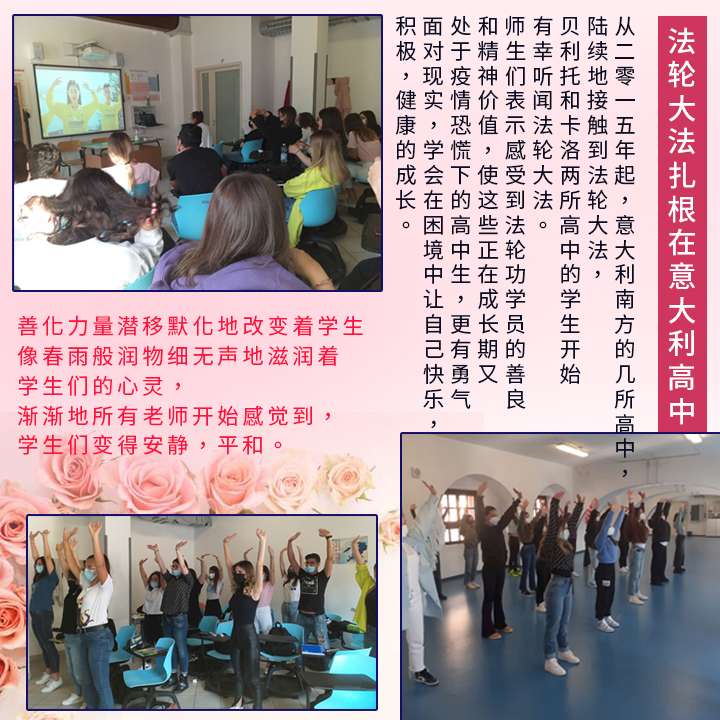 法轮大法扎根在意大利高中
从二零一五年起，意大利南方的几所高中，
陆续地接触到法轮大法，
贝利托和卡洛两所高中的学生开始
有幸听闻法轮大法。
师生们表示感受到法轮功学员的善良
和精神价值，使这些正在成长期又
处于疫情恐慌下的高中生，更有勇气
面对现实，学会在困境中让自己快乐，
积极，健康的成长。
善化力量潜移默化地改变着学生
像春雨般润物细无声地滋润着
学生们的心灵，
渐渐地所有老师开始感觉到，
学生们变得安静，平和。